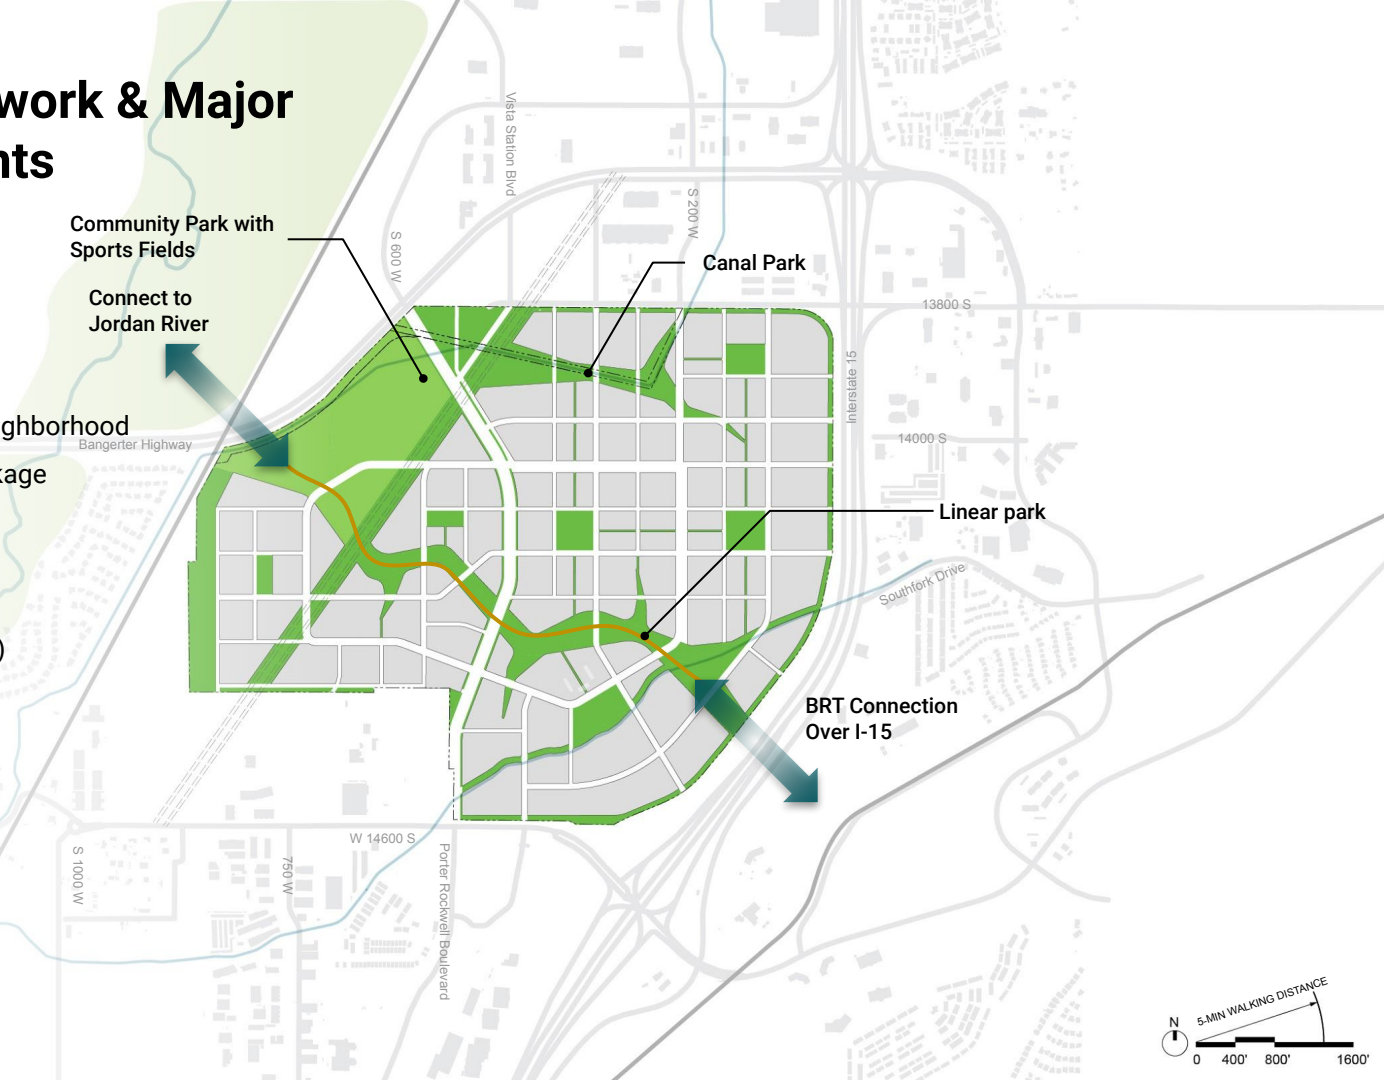 work & Major
nts
Community Park with
Sports Fields
Connect to
Jordan River
ghborhood
Bangerter Highway
kage
)
Vista Station Blvd
S 600 W
S 200 W
Canal Park
13800 S
Interstate 15
14000 S
Linear park
Southfork Drive
BRT Connection
Over I-15
W 14600 S
S 1000 W
750 W
Porter Rockwell Boulevard
5-MIN WALKING DISTANCE
N
0 400' 800' 1600'